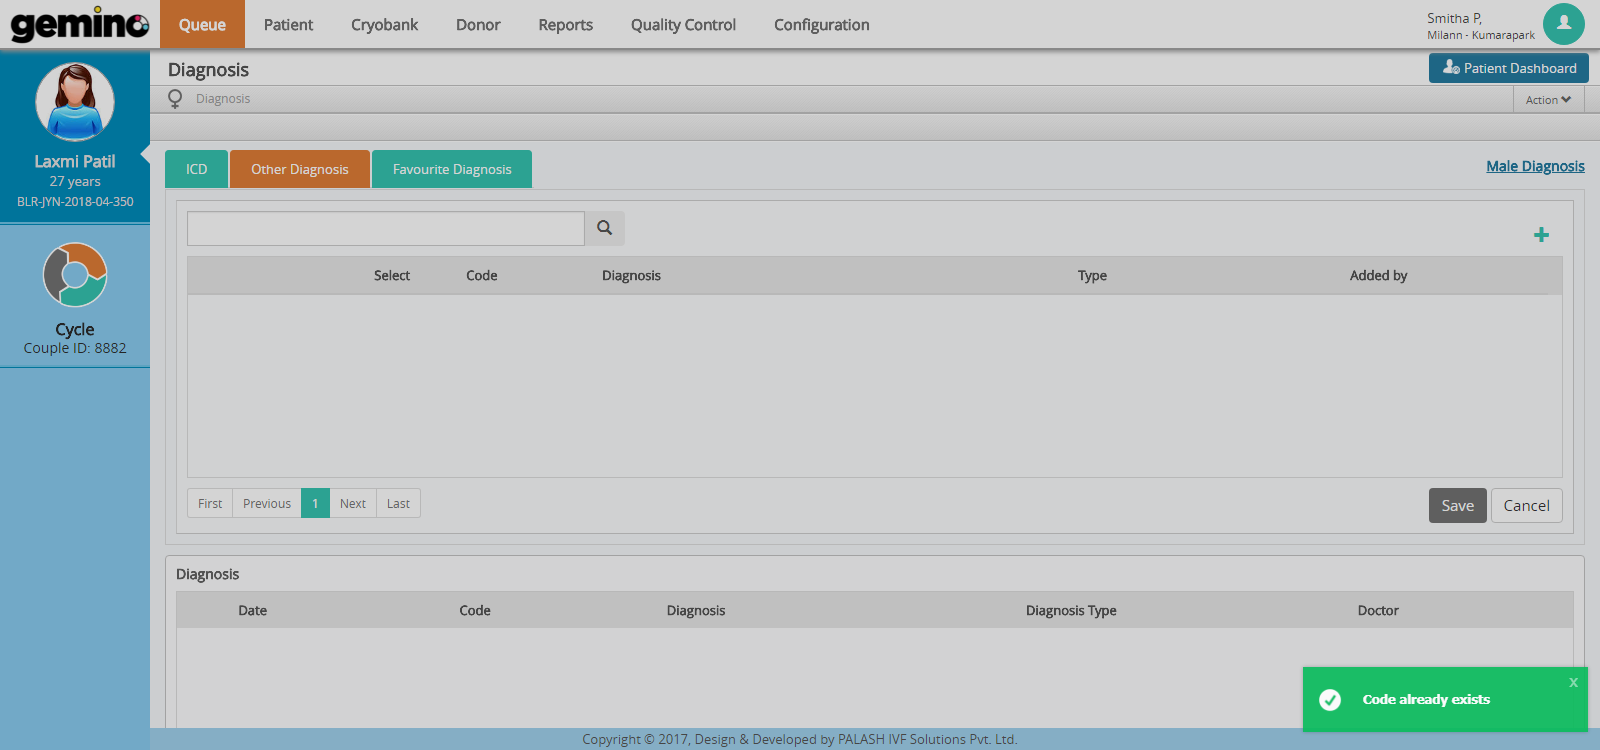 gemino
Queue Patient Cryobank Donor Reports Quality Control Configuration
Smitha P,
Milann - Kumarapark
Diagnosis
Patient Dashboard
Diagnosis
Action
Laxmi Patil
27 years
BLR-JYN-2018-04-350
Cycle
Couple ID: 8882
ICD Other Diagnosis Favourite Diagnosis
Male Diagnosis
Select Code Diagnosis Type Added by
First Previous 1 Next Last
Save Cancel
Diagnosis
Date Code Diagnosis Diagnosis Type Doctor
x
Code already exists
Copyright © 2017, Design & Developed by PALASH IVF Solutions Pvt. Ltd.